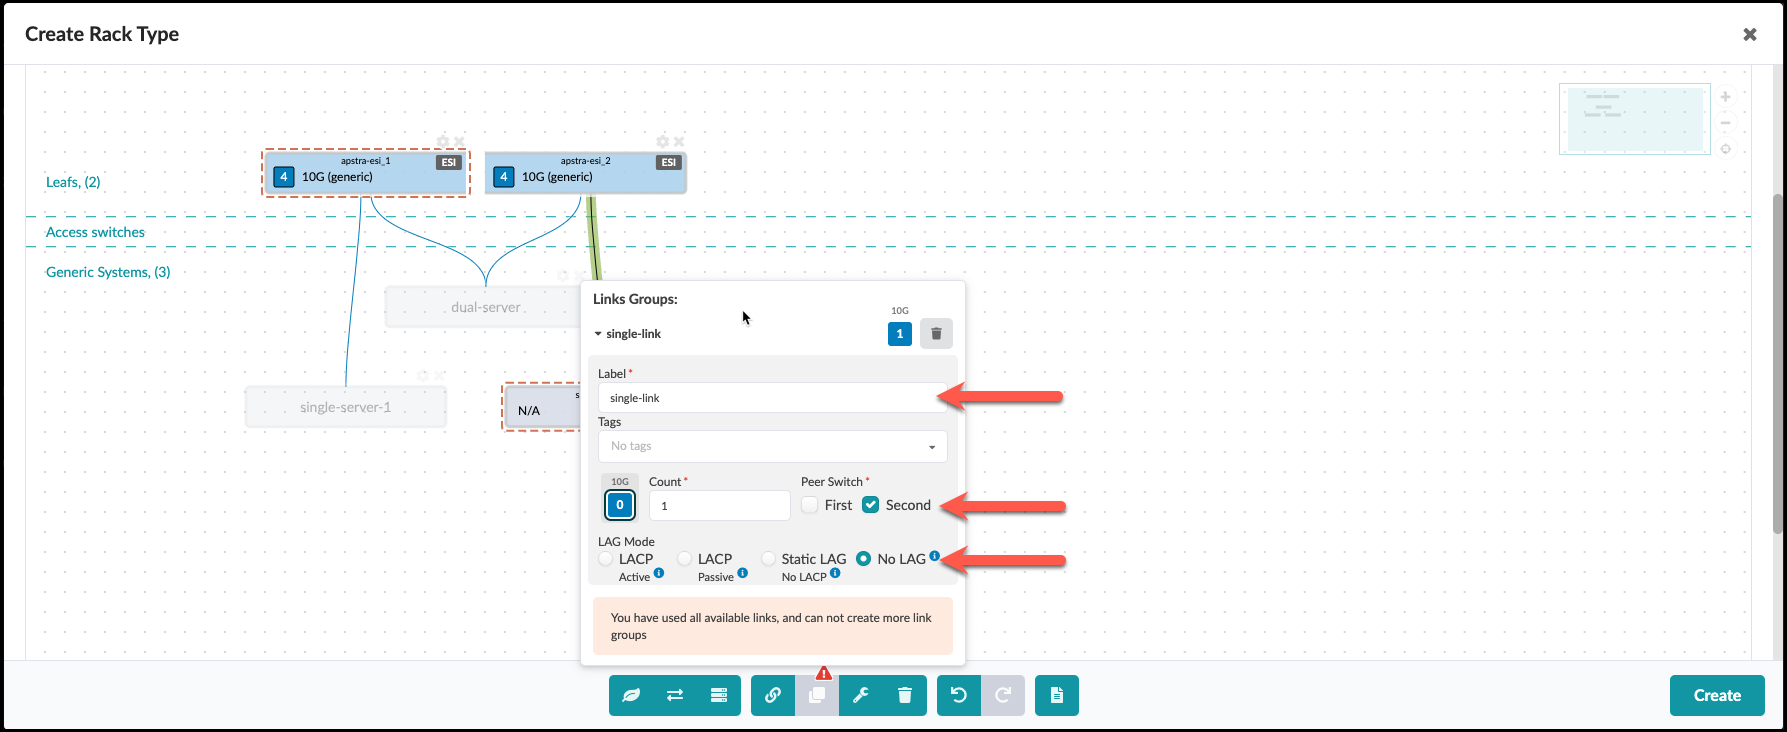 Create Rack Type
apstra-esi_1
ESI
4
10G (generic)
apstra-esi_2
ESI
4
10G (generic)
Leafs, (2)
Access switches
Generic Systems, (3)
dual-server
single-server-1
N/A
s
Links Groups:
10G
single-link
1
Label*
single-link
Tags
No tags
10G
0
Count*
1
Peer Switch*
First
Second
LAG Mode
LACP
Active
LACP
Passive
Static LAG
No LACP
No LAG
You have used all available links, and can not create more link
groups
Create